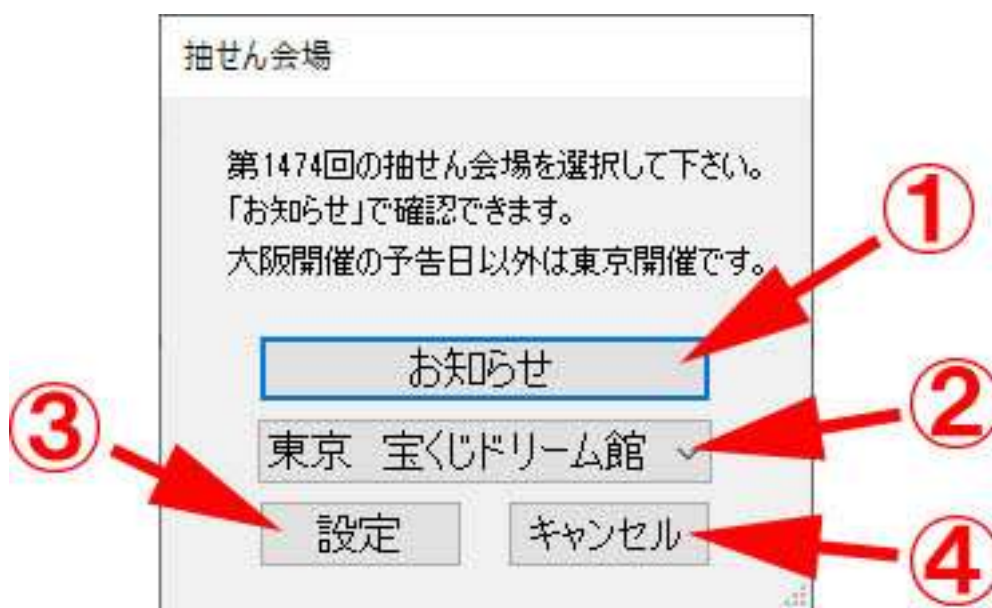 抽せん会場
第1474回の抽せん会場を選択して下さい。
「お知らせ」で確認できます。
大阪開催の予告日以外は東京開催です。
①
お知らせ
②
東京 宝くじドリーム館
③
設定
キャンセル
④